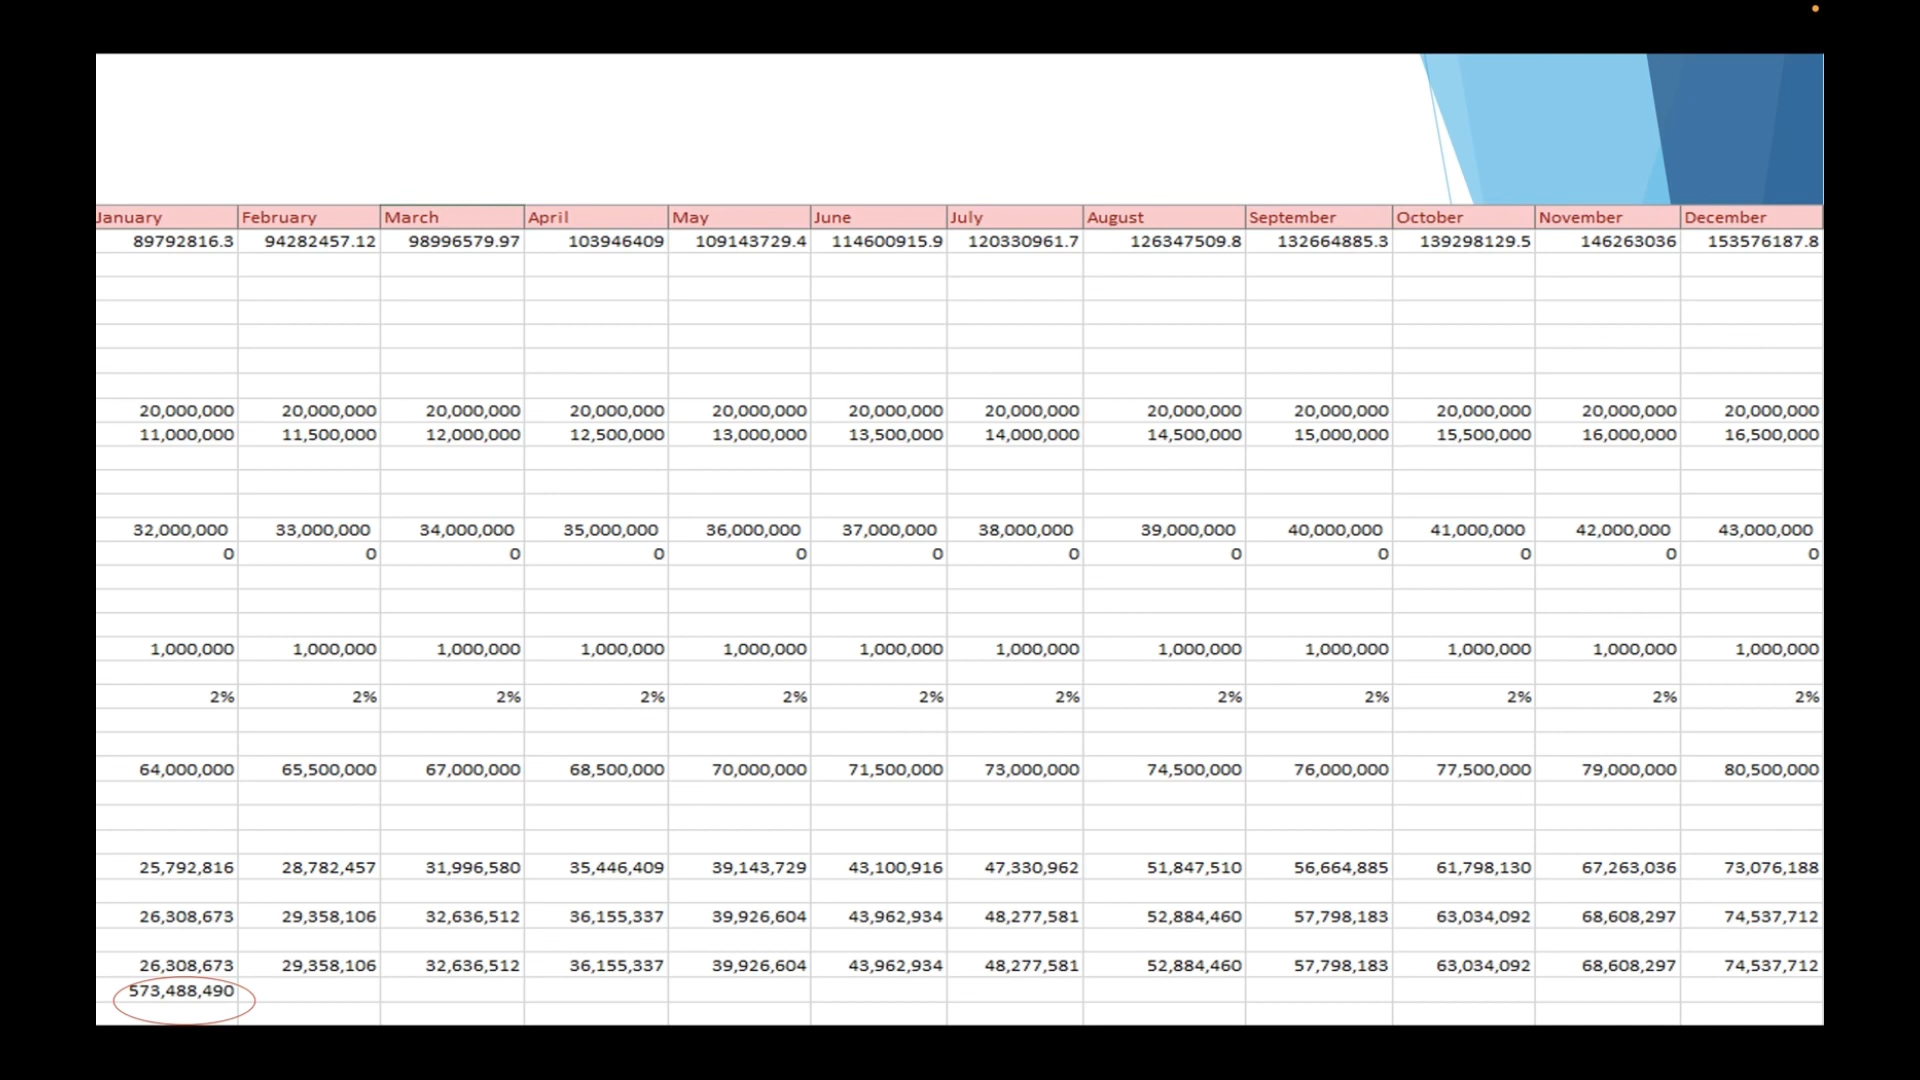 January February March April May June July August September October November December
89792816.3 94282457.12 98996579.97 103946409 109143729.4 114600915.9 120330961.7 126347509.8 132664885.3 139298129.5 146263036 153576187.8
20,000,000 20,000,000 20,000,000 20,000,000 20,000,000 20,000,000 20,000,000 20,000,000 20,000,000 20,000,000 20,000,000 20,000,000
11,000,000 11,500,000 12,000,000 12,500,000 13,000,000 13,500,000 14,000,000 14,500,000 15,000,000 15,500,000 16,000,000 16,500,000
32,000,000 33,000,000 34,000,000 35,000,000 36,000,000 37,000,000 38,000,000 39,000,000 40,000,000 41,000,000 42,000,000 43,000,000
0 0 0 0 0 0 0 0 0 0 0 0
1,000,000 1,000,000 1,000,000 1,000,000 1,000,000 1,000,000 1,000,000 1,000,000 1,000,000 1,000,000 1,000,000 1,000,000
2% 2% 2% 2% 2% 2% 2% 2% 2% 2% 2% 2%
64,000,000 65,500,000 67,000,000 68,500,000 70,000,000 71,500,000 73,000,000 74,500,000 76,000,000 77,500,000 79,000,000 80,500,000
25,792,816 28,782,457 31,996,580 35,446,409 39,143,729 43,100,916 47,330,962 51,847,510 56,664,885 61,798,130 67,263,036 73,076,188
26,308,673 29,358,106 32,636,512 36,155,337 39,926,604 43,962,934 48,277,581 52,884,460 57,798,183 63,034,092 68,608,297 74,537,712
26,308,673 29,358,106 32,636,512 36,155,337 39,926,604 43,962,934 48,277,581 52,884,460 57,798,183 63,034,092 68,608,297 74,537,712
573,488,490